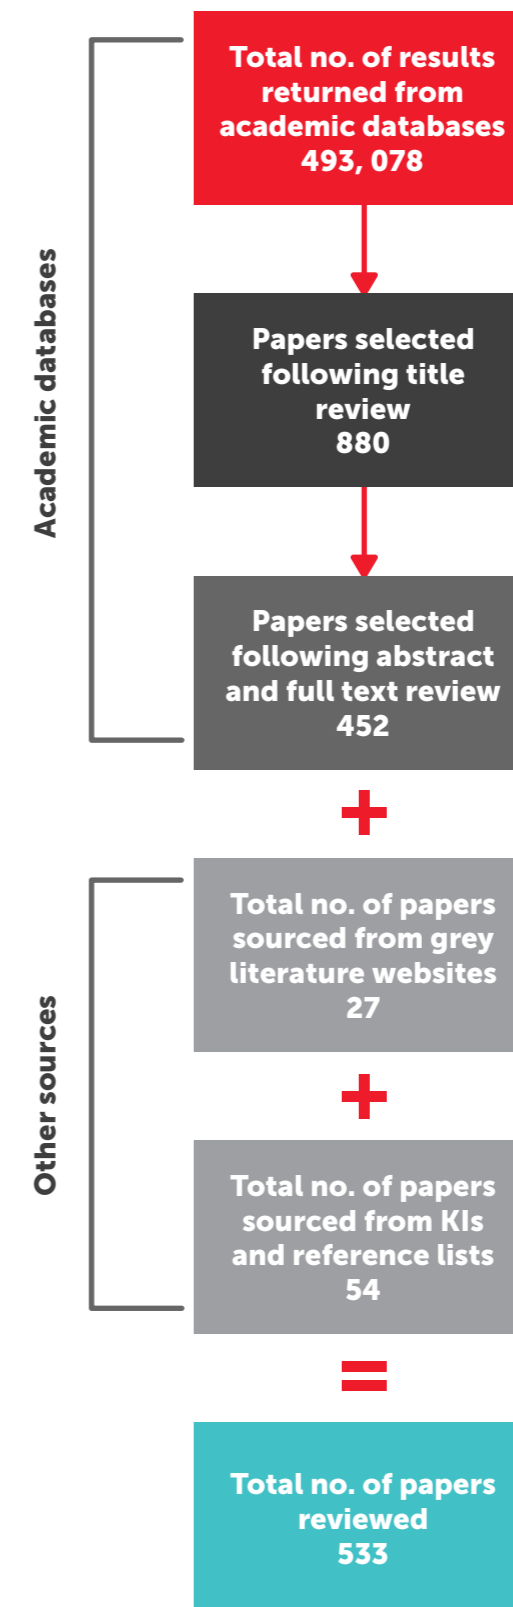 Academic databases
Total no. of results
returned from
academic databases
493, 078
Papers selected
following title
review
880
Papers selected
following abstract
and full text review
452
+
Other sources
Total no. of papers
sourced from grey
literature websites
27
+
Total no. of papers
sourced from KIs
and reference lists
54
=
Total no. of papers
reviewed
533